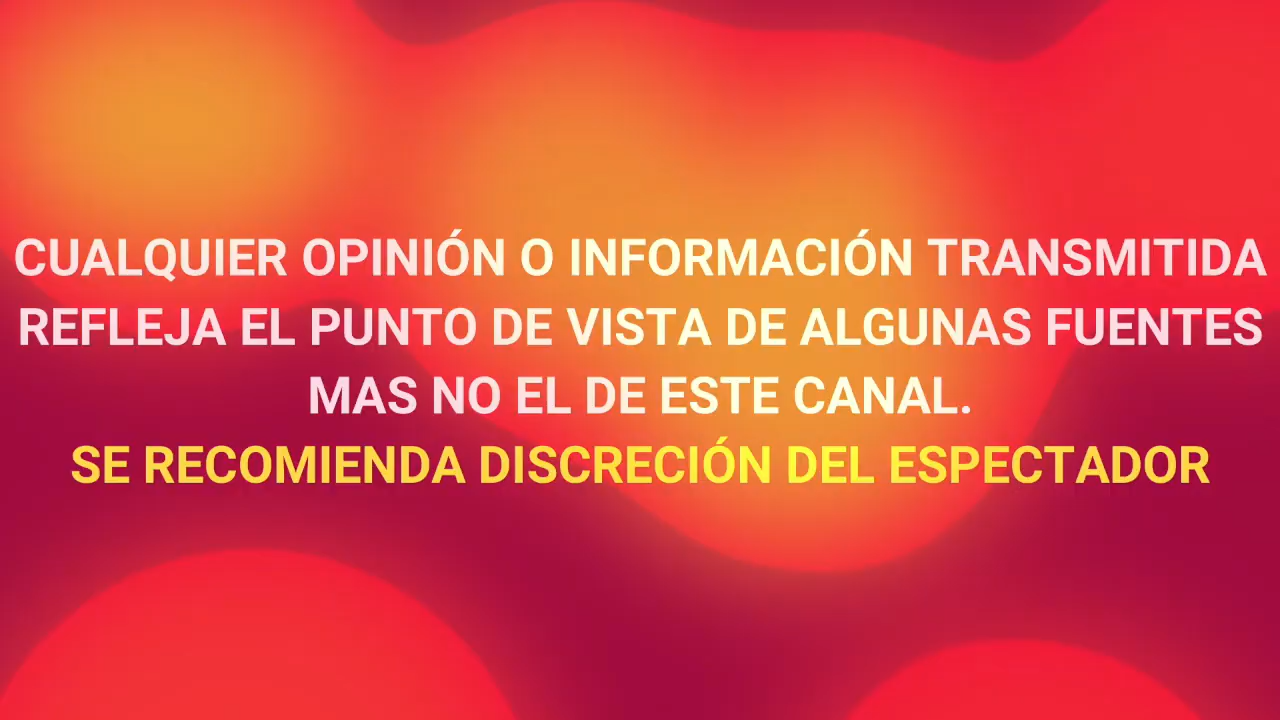 CUALQUIER OPINIÓN O INFORMACIÓN TRANSMITIDA
REFLEJA EL PUNTO DE VISTA DE ALGUNAS FUENTES
MAS NO EL DE ESTE CANAL.
SE RECOMIENDA DISCRECIÓN DEL ESPECTADOR